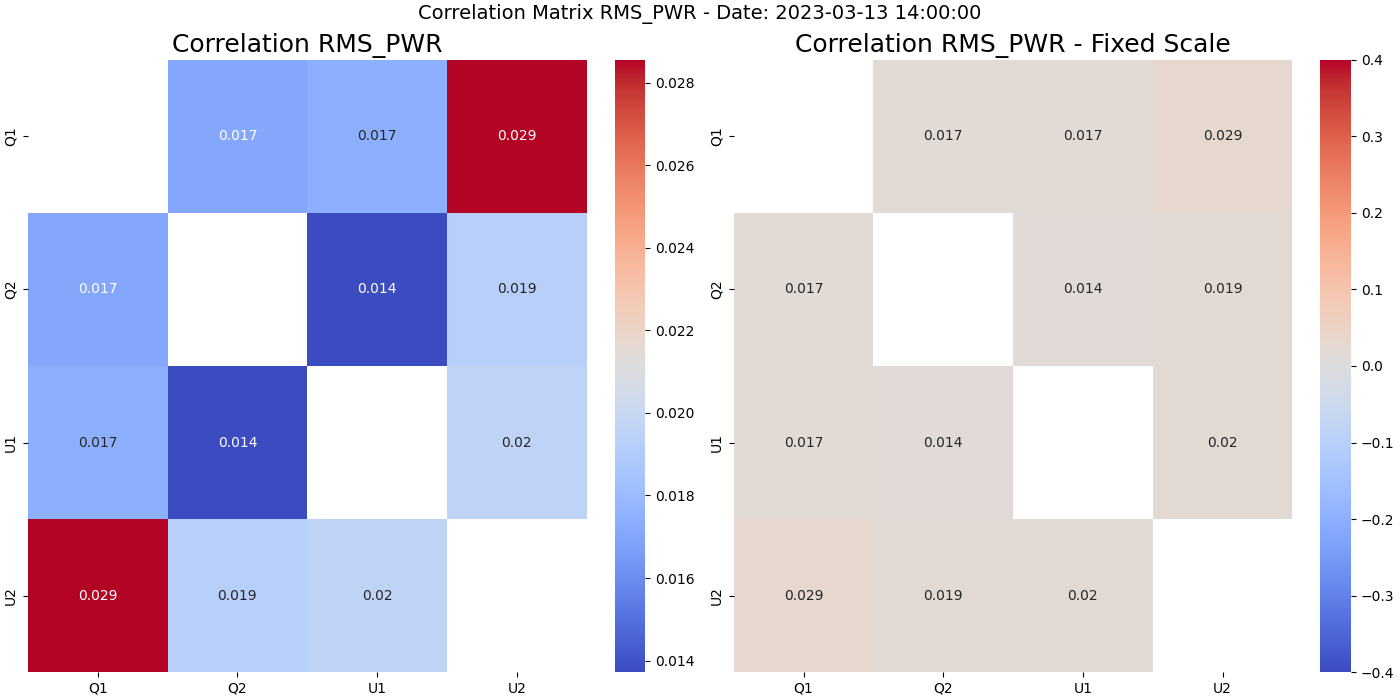 Correlation Matrix RMS_PWR - Date: 2023-03-13 14:00:00
Correlation RMS_PWR
Q1
Q2
U1
U2
0.017
0.017
0.029
0.017
0.014
0.019
0.017
0.014
0.02
0.029
0.019
0.02
Q1
Q2
U1
U2
0.028
0.026
0.024
0.022
0.020
0.018
0.016
0.014
Correlation RMS_PWR - Fixed Scale
Q1
Q2
U1
U2
0.017
0.017
0.029
0.017
0.014
0.019
0.017
0.014
0.02
0.029
0.019
0.02
Q1
Q2
U1
U2
0.4
0.3
0.2
0.1
0.0
−0.1
−0.2
−0.3
−0.4